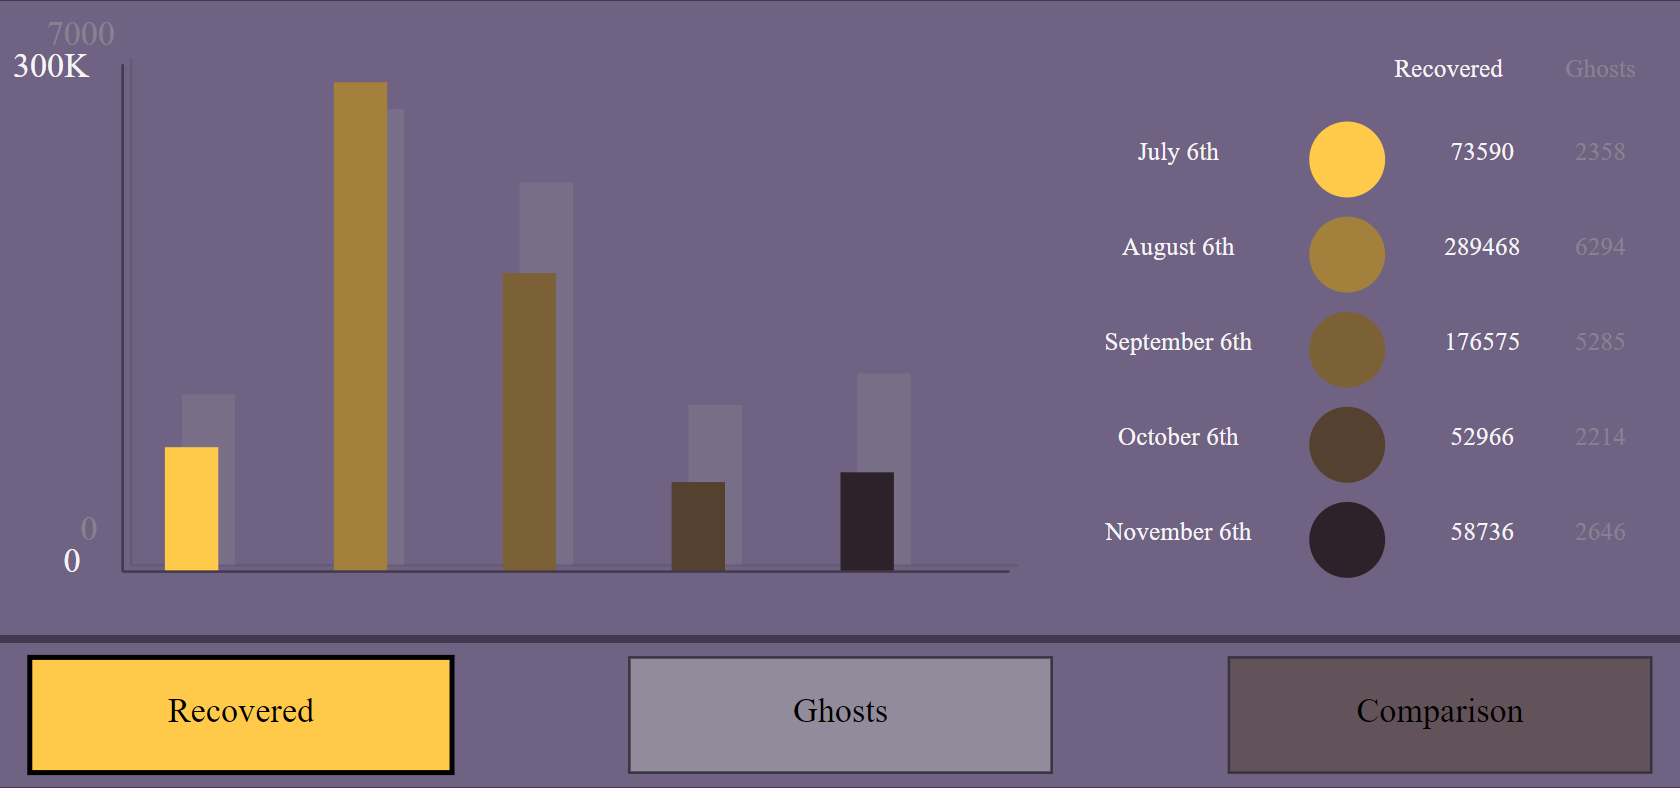 7000
300K
0
0
Recovered Ghosts
July 6th 73590 2358
August 6th 289468 6294
September 6th 176575 5285
October 6th 52966 2214
November 6th 58736 2646
Recovered
Ghosts
Comparison